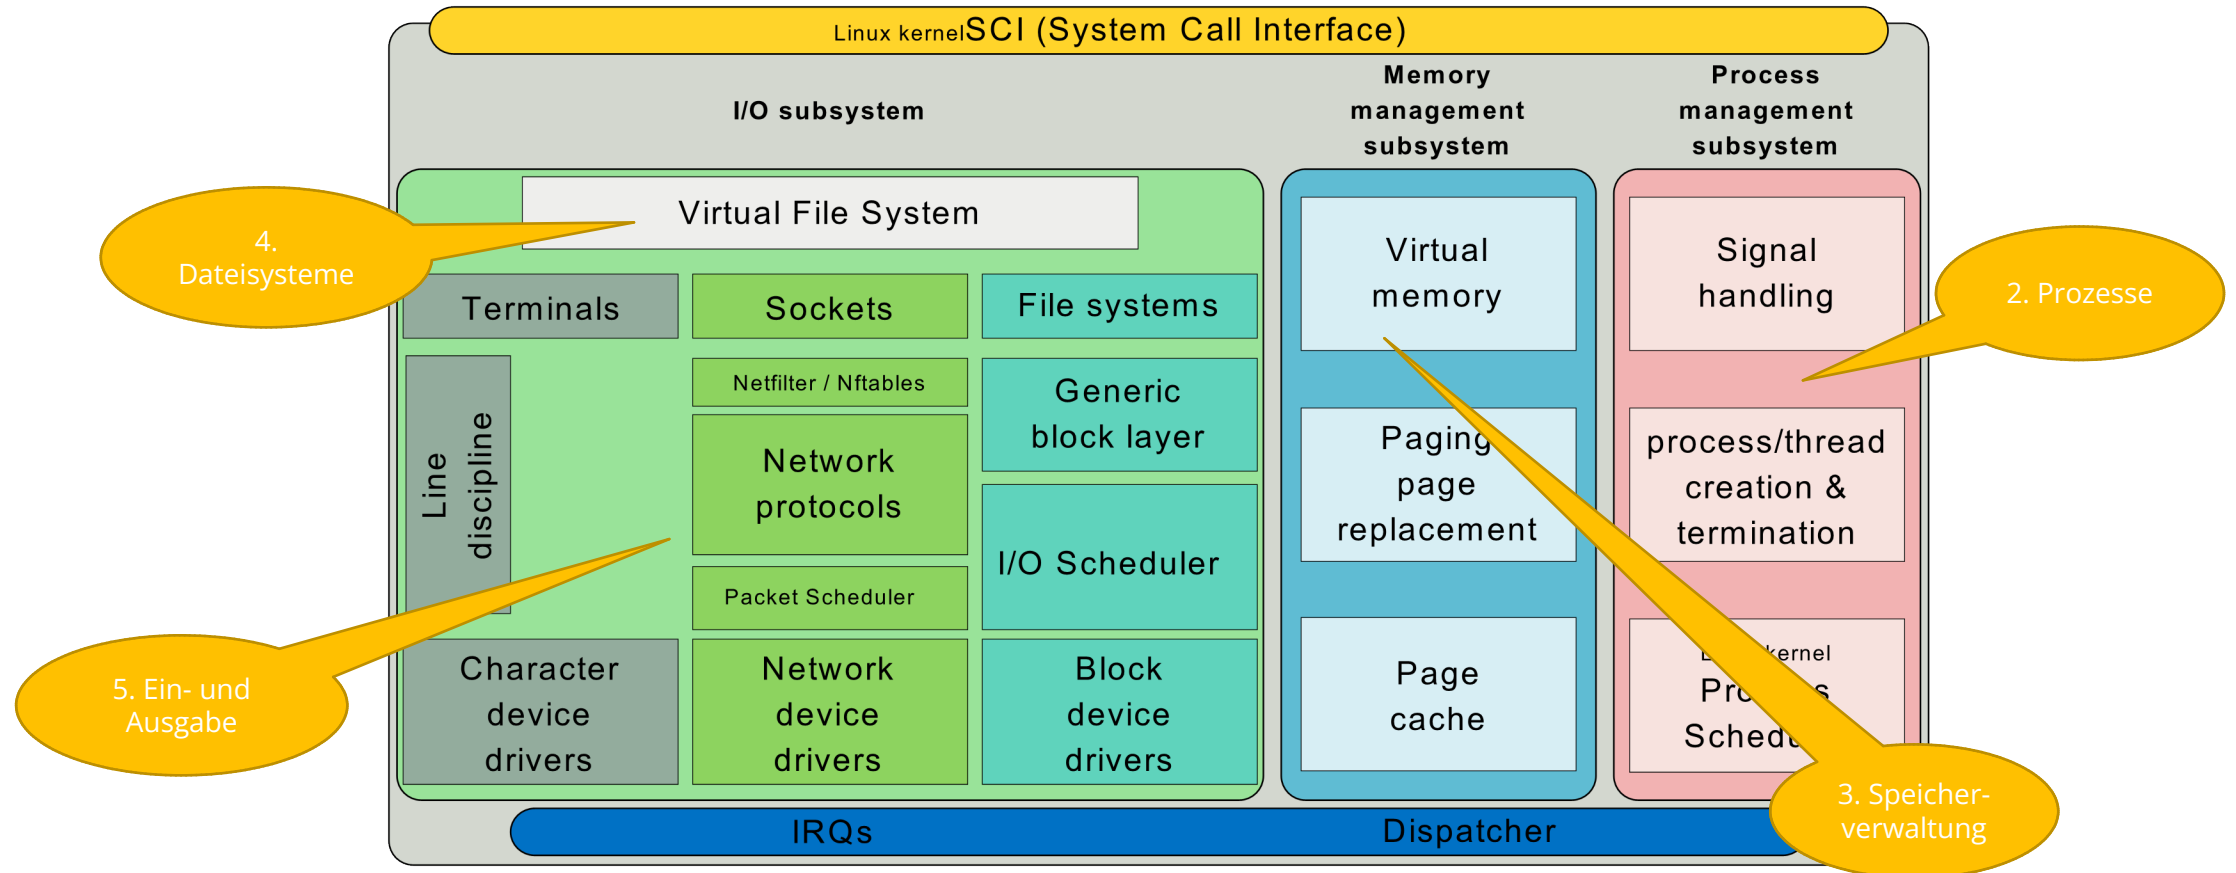 Linux kernel SCI (System Call Interface)
I/O subsystem
Memory
management
subsystem
Process
management
subsystem
4.
Dateisysteme
Virtual File System
Terminals
Sockets
File systems
Line
discipline
Netfilter / Nftables
Network
protocols
Packet Scheduler
Generic
block layer
I/O Scheduler
Character
device
drivers
Network
device
drivers
Block
device
drivers
5. Ein- und
Ausgabe
Virtual
memory
Paging
page
replacement
Page
cache
Signal
handling
2. Prozesse
process/thread
creation &
termination
kernel
3. Speicher-
verwaltung
IRQs
Dispatcher